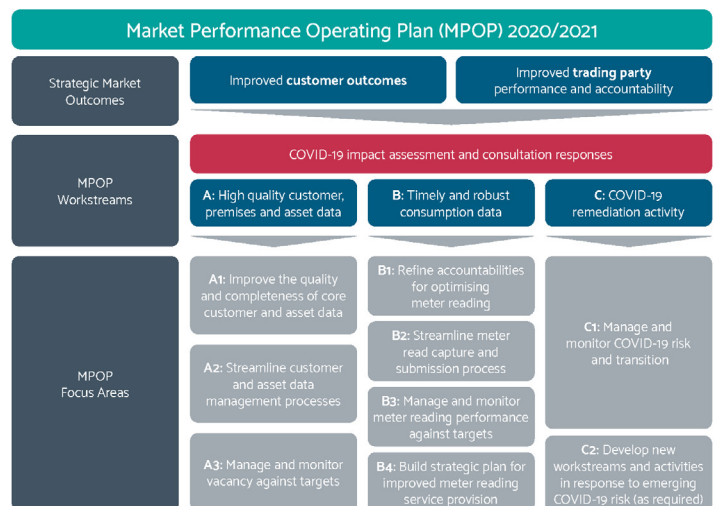 Market Performance Operating Plan (MPOP) 2020/2021
Strategic Market
Outcomes
Improved customer outcomes
Improved trading party
performance and accountability
MPOP
Workstreams
COVID-19 impact assessment and consultation responses
A: High quality customer,
premises and asset data
B: Timely and robust
consumption data
C: COVID-19
remediation activity
MPOP
Focus Areas
A1: Improve the quality
and completeness of core
customer and asset data
A2: Streamline customer
and asset data
management processes
A3: Manage and monitor
vacancy against targets
B1: Refine accountabilities
for optimising
meter reading
B2: Streamline meter
read capture and
submission process
B3: Manage and monitor
meter reading performance
against targets
B4: Build strategic plan for
improved meter reading
service provision
C1: Manage and
monitor COVID-19 risk
and transition
C2: Develop new
workstreams and activities
in response to emerging
COVID-19 risk (as required)